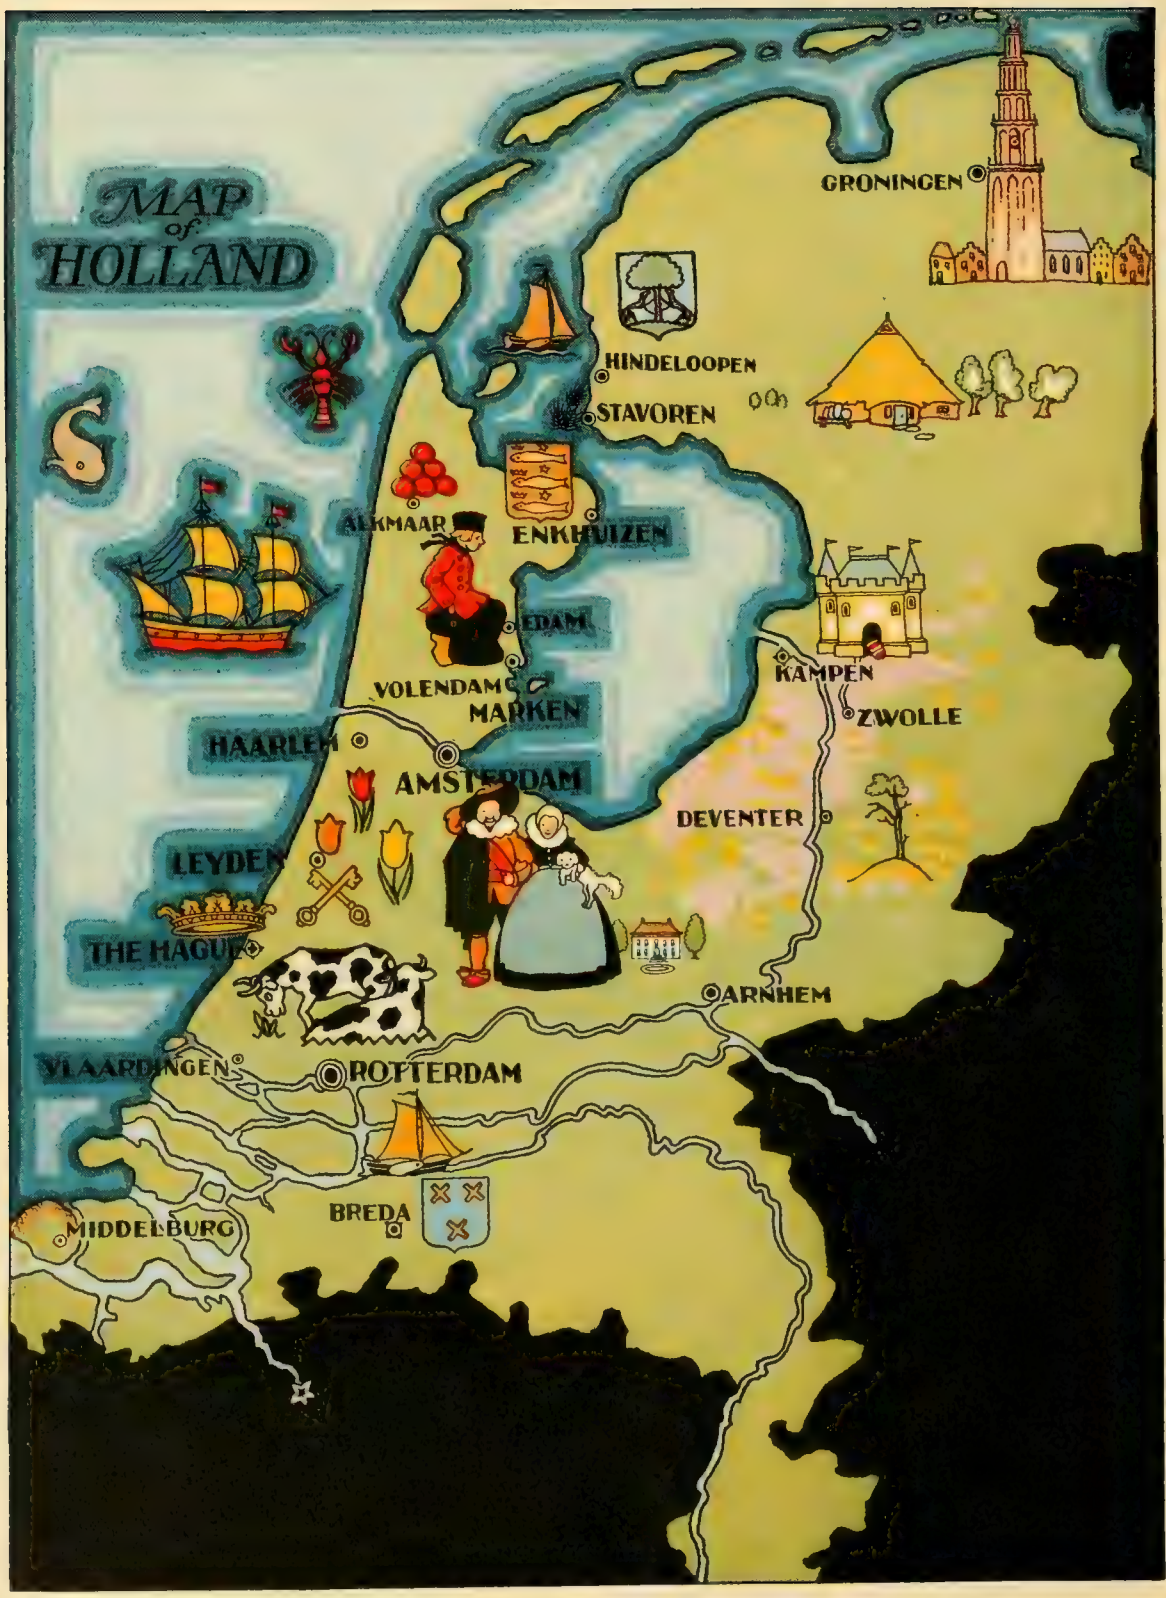 MAP
of
HOLLAND
GRONINGEN
HINDELOOPEN
STAVOREN
ALKMAAR
ENKHUIZEN
EDAM
KAMPEN
VOLENDAM
MARKEN
ZWOLLE
HAARLEM
AMSTERDAM
DEVENTER
LEYDEN
THE HAGUE
ARNHEM
VLAARDINGEN
ROTTERDAM
BREDA
MIDDELBURG